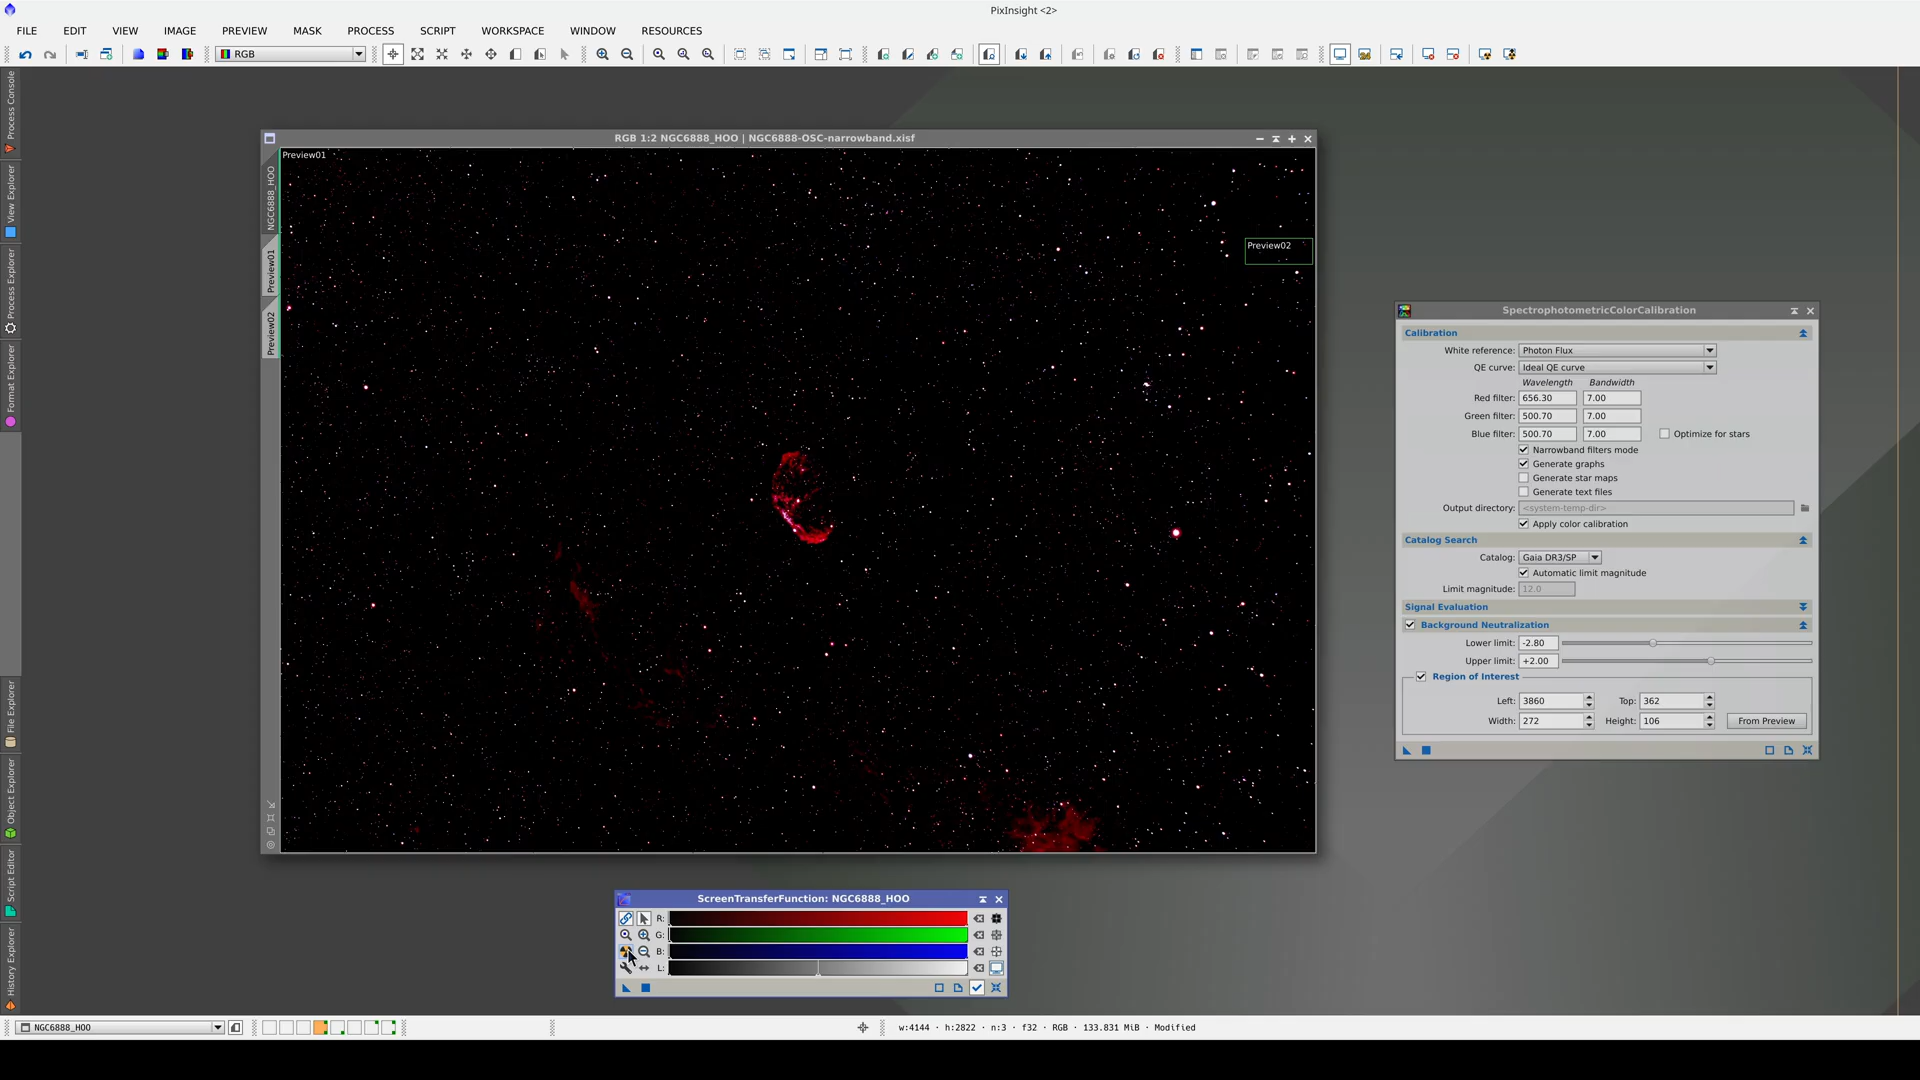 PixInsight <2>
FILE EDIT VIEW IMAGE PREVIEW MASK PROCESS SCRIPT WORKSPACE WINDOW RESOURCES
RGB
Process Console
View Explorer
Process Explorer
Format Explorer
File Explorer
Object Explorer
Script Editor
History Explorer
RGB 1:2 NGC6888_HOO | NGC6888-OSC-narrowband.xisf
NGC6888_HOO
Preview01
Preview02
Preview01
Preview02
SpectrophotometricColorCalibration
Calibration
White reference: Photon Flux
QE curve: Ideal QE curve
Wavelength Bandwidth
Red filter: 656.30 7.00
Green filter: 500.70 7.00
Blue filter: 500.70 7.00 Optimize for stars
Narrowband filters mode
Generate graphs
Generate star maps
Generate text files
Output directory: <system-temp-dir>
Apply color calibration
Catalog Search
Catalog: Gaia DR3/SP
Automatic limit magnitude
Limit magnitude: 12.0
Signal Evaluation
Background Neutralization
Lower limit: -2.80
Upper limit: +2.00
Region of Interest
Left: 3860 Top: 362
Width: 272 Height: 106 From Preview
ScreenTransferFunction: NGC6888_HOO
R:
G:
B:
L:
NGC6888_HOO
w:4144 · h:2822 · n:3 · f32 · RGB · 133.831 MiB · Modified